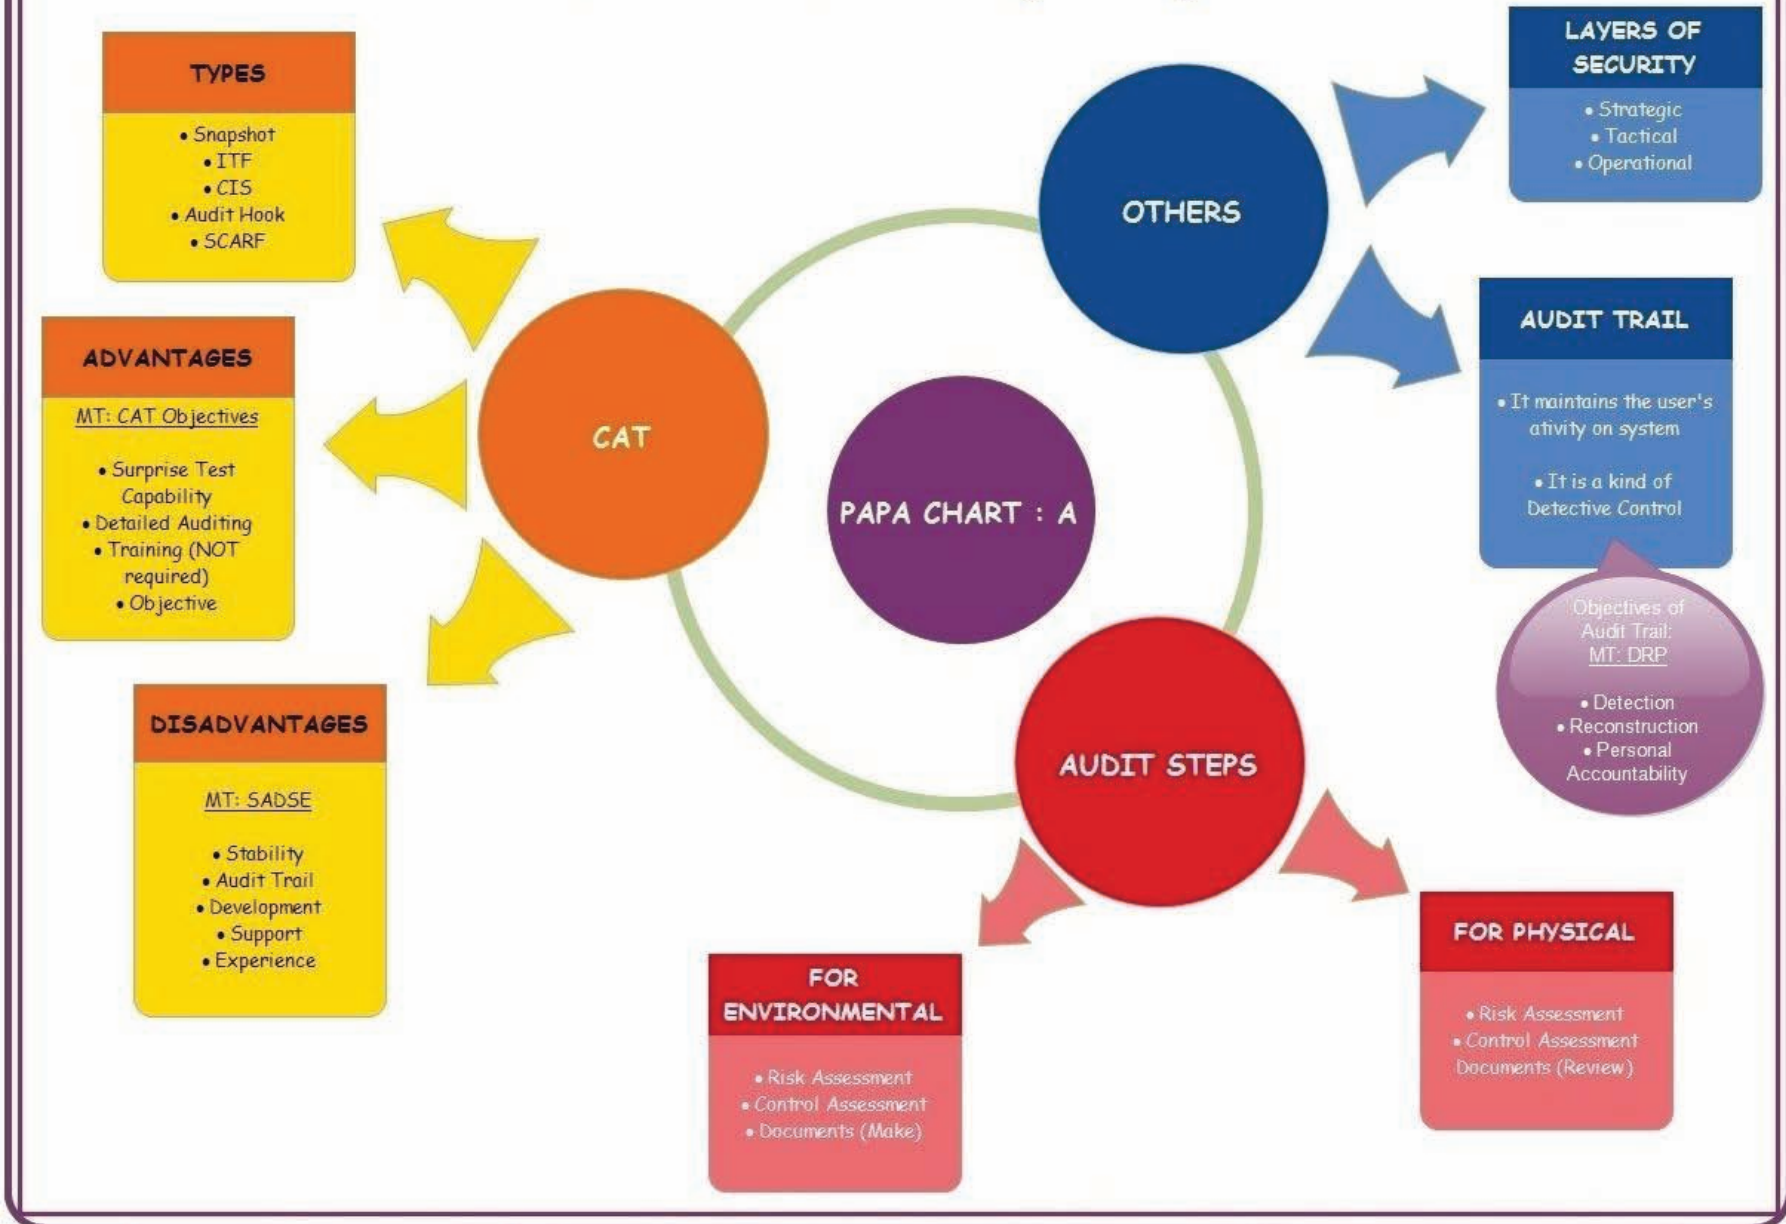 TYPES
• Snapshot
• ITF
• CIS
• Audit Hook
• SCARF
ADVANTAGES
MT: CAT Objectives
• Surprise Test
Capability
• Detailed Auditing
• Training (NOT
required)
• Objective
DISADVANTAGES
MT: SADSE
• Stability
• Audit Trail
• Development
• Support
• Experience
CAT
PAPA CHART : A
OTHERS
LAYERS OF
SECURITY
• Strategic
• Tactical
• Operational
AUDIT TRAIL
• It maintains the user's
ativity on system
• It is a kind of
Detective Control
Objectives of
Audit Trail:
MT: DRP
• Detection
• Reconstruction
• Personal
Accountability
AUDIT STEPS
FOR
ENVIRONMENTAL
• Risk Assessment
• Control Assessment
• Documents (Make)
FOR PHYSICAL
• Risk Assessment
• Control Assessment
Documents (Review)